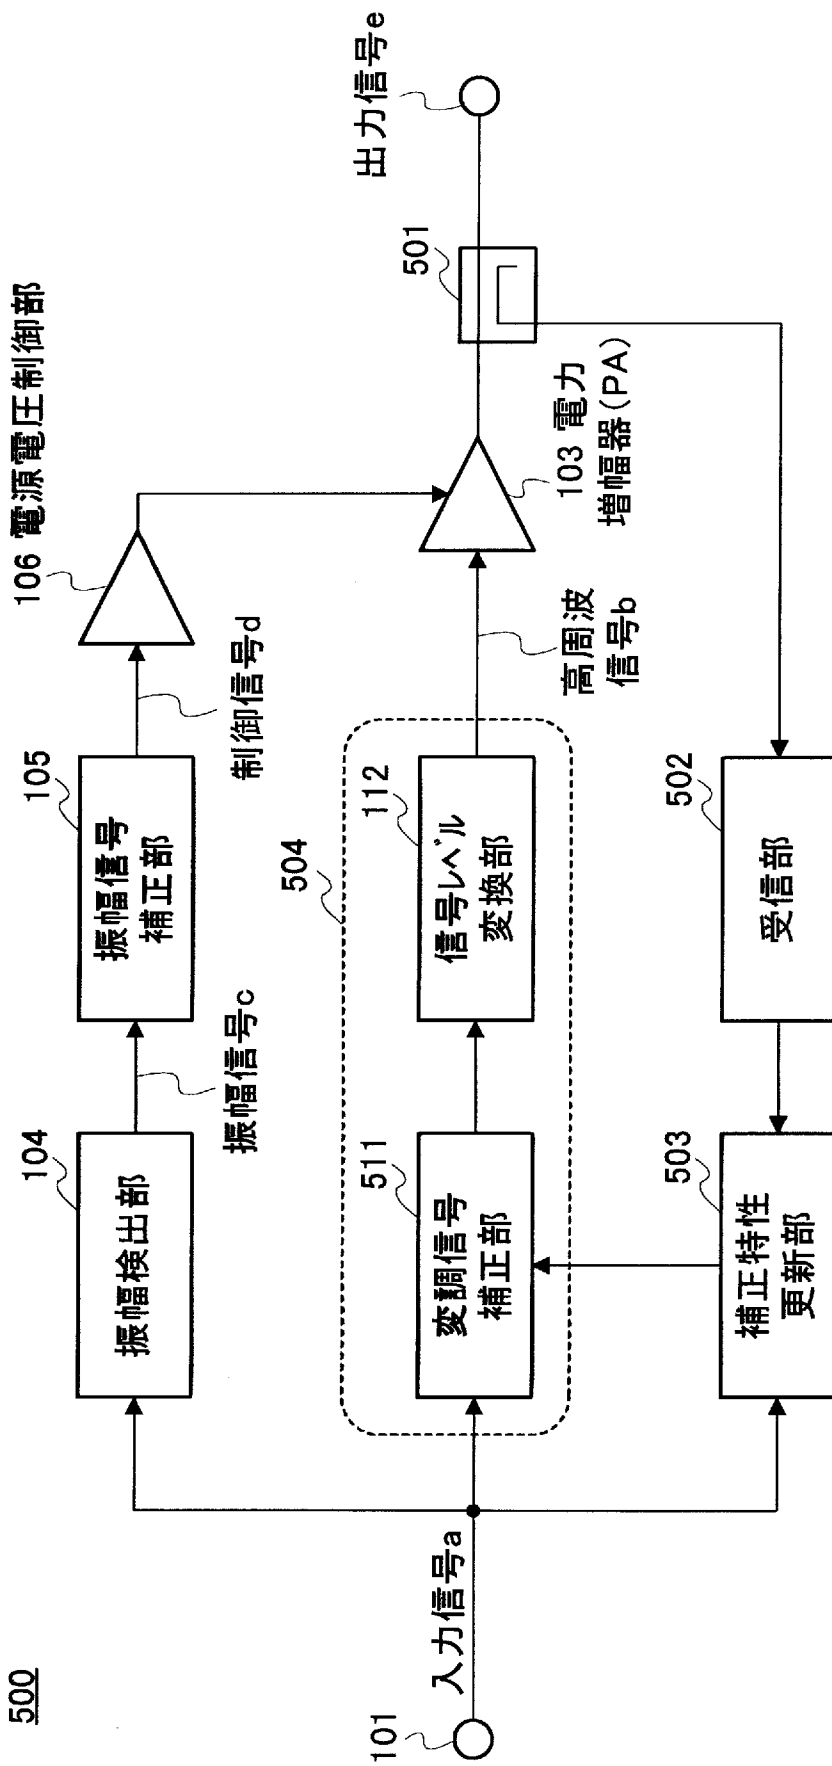 500
101
入力信号a
104
振幅検出部
振幅信号c
105
振幅信号
補正部
制御信号d
106 電源電圧制御部
504
511
変調信号
補正部
112
信号レベル
変換部
高周波
信号b
103 電力
増幅器(PA)
501
出力信号e
503
補正特性
更新部
502
受信部